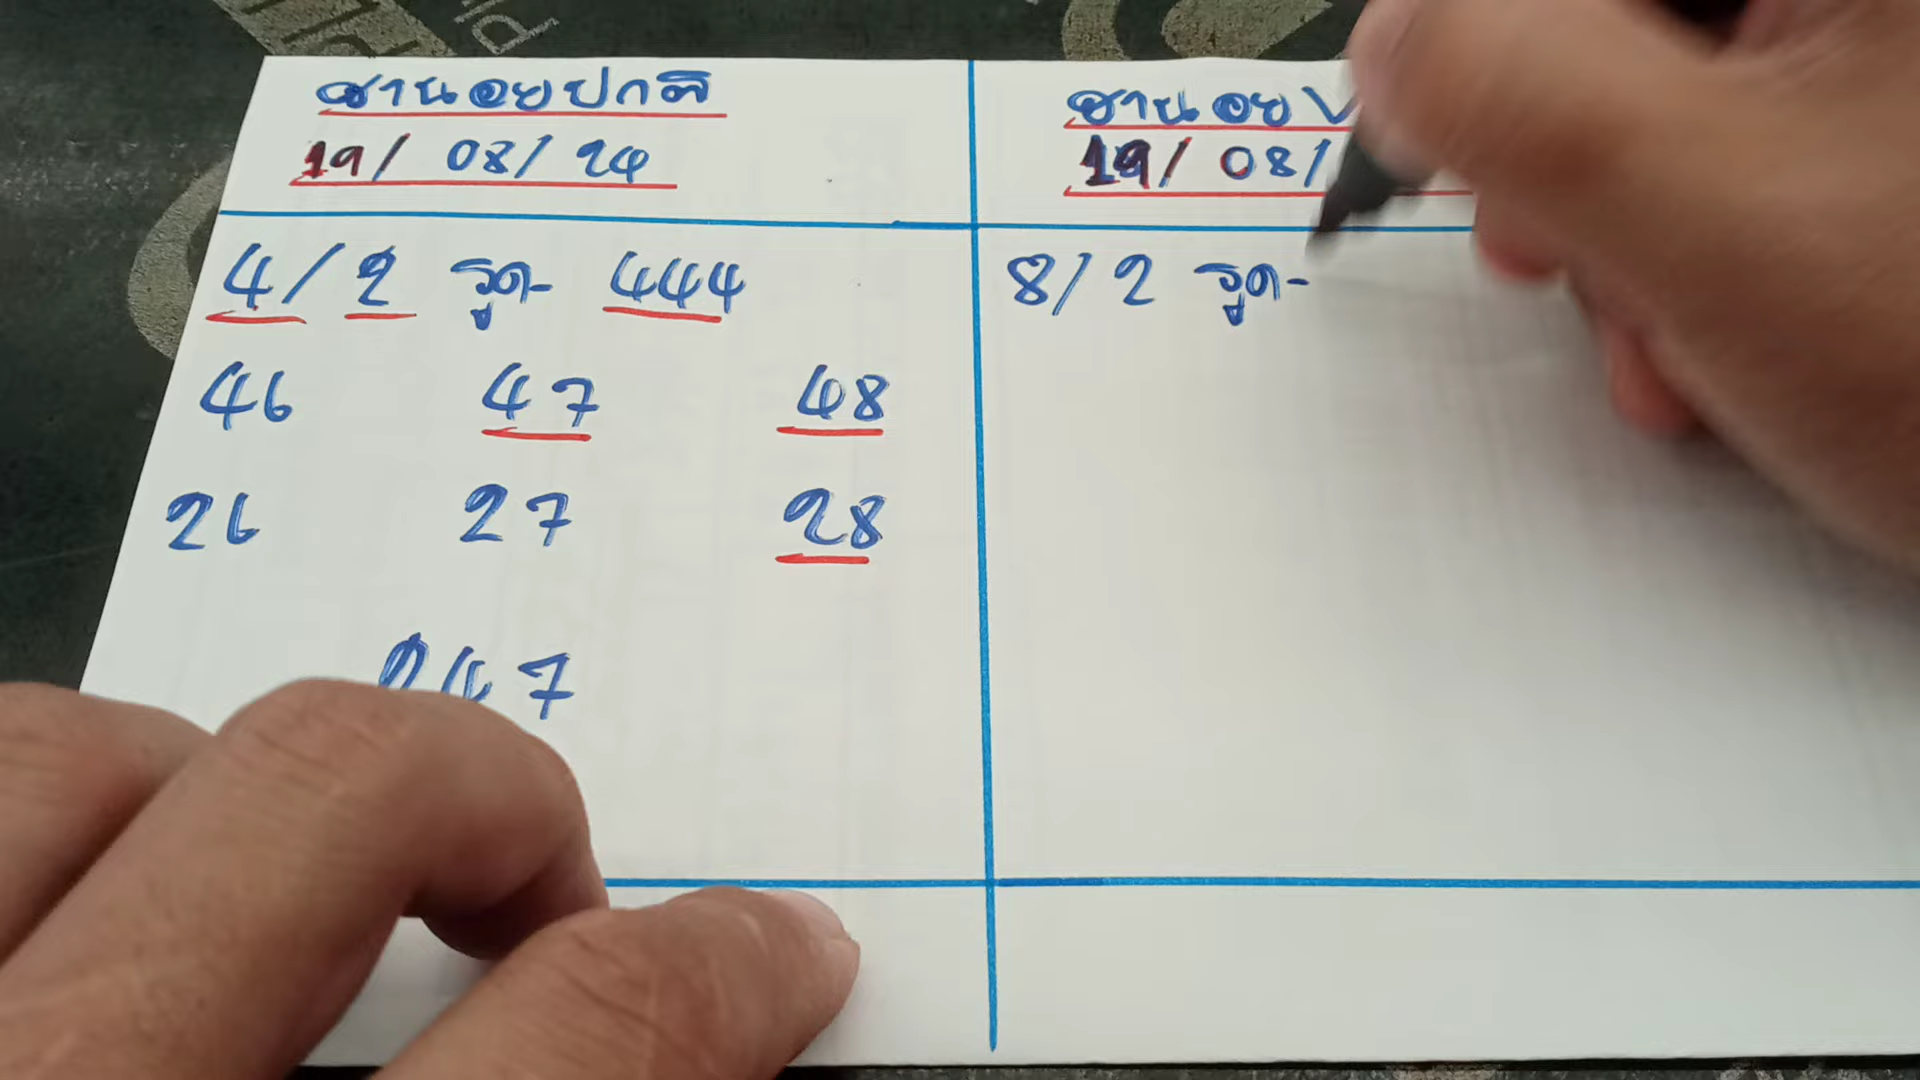 ฮานอยปกติ
19/ 08/ 24
4/2 รูด- 444
46 47 48
26 27 28
247
ฮานอย V
19/ 08/
8/2 รูด-